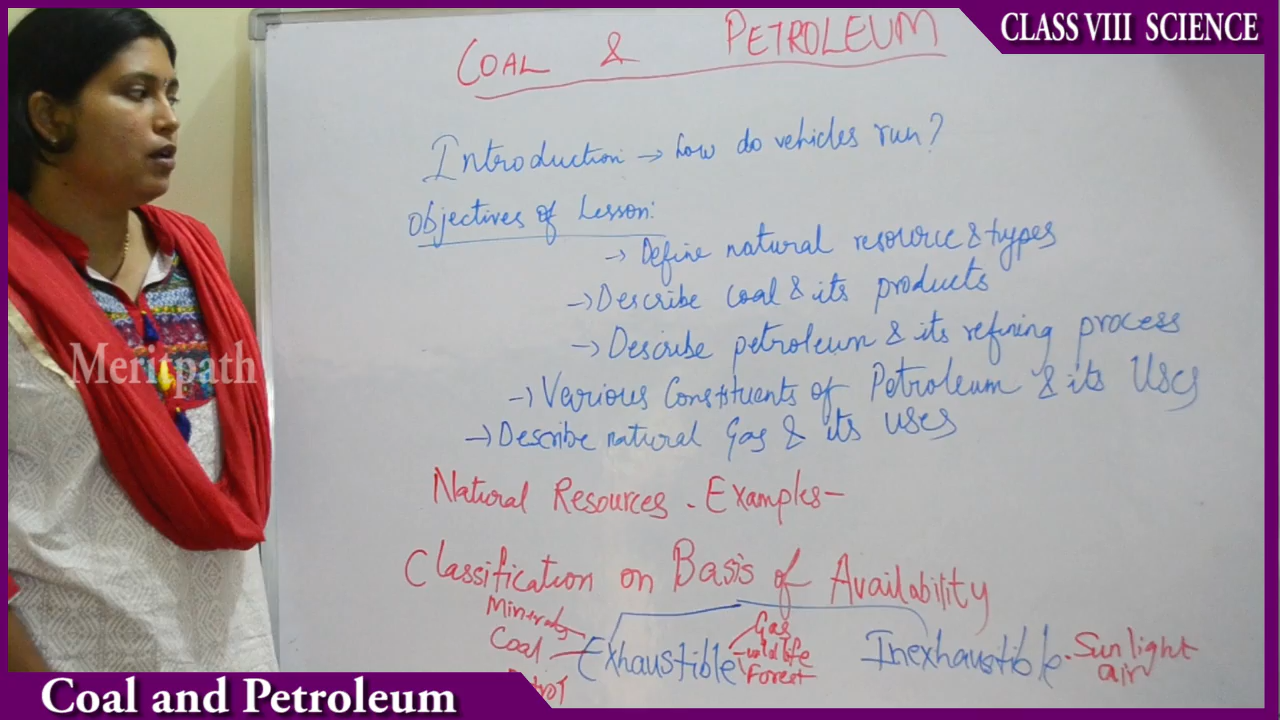 CLASS VIII SCIENCE
COAL & PETROLEUM
Introduction → how do vehicles run?
Objectives of Lesson:
→ Define natural resource & types
→ Describe coal & its products
→ Describe petroleum & its refining process
→ Various Constituents of Petroleum & its Uses
→ Describe natural Gas & its uses
Natural Resources - Examples –
Classification on Basis of Availability
Minerals
Coal
Exhaustible
Gas
wild life
Forest
Inexhaustible - Sunlight
air
Meritpath
Coal and Petroleum